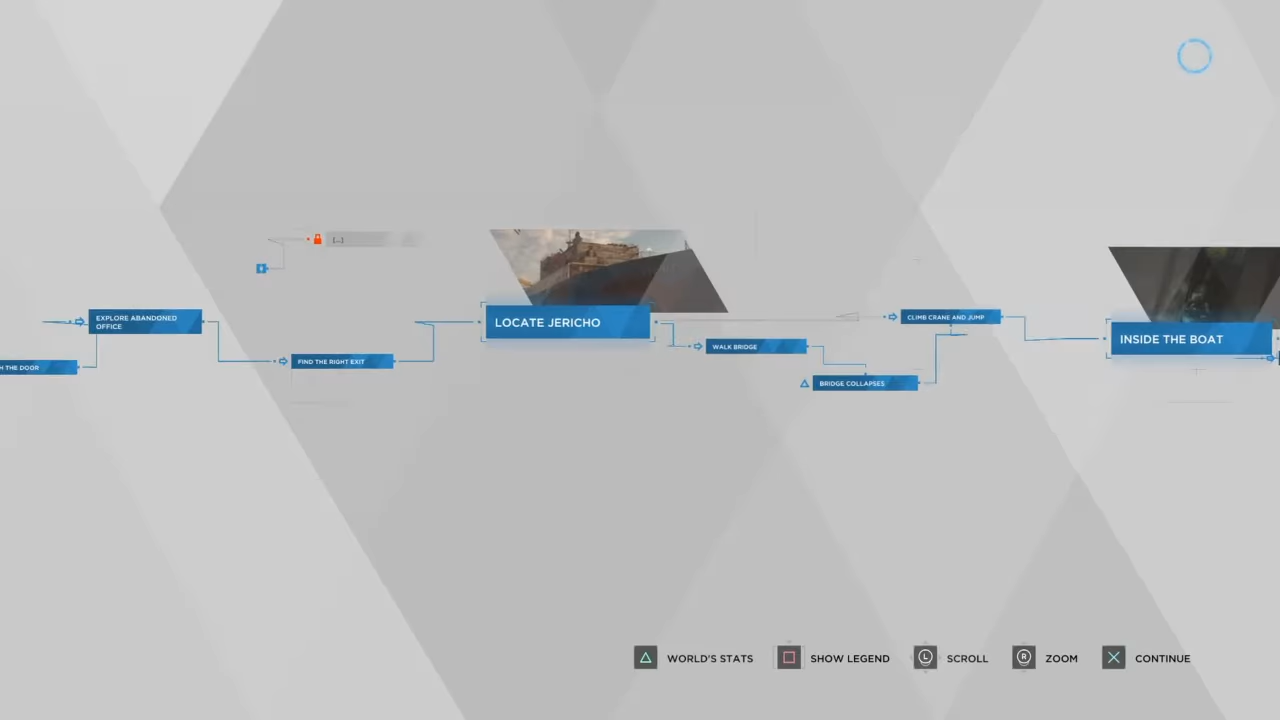 [...]
EXPLORE ABANDONED
OFFICE
H THE DOOR
FIND THE RIGHT EXIT
LOCATE JERICHO
WALK BRIDGE
BRIDGE COLLAPSES
CLIMB CRANE AND JUMP
INSIDE THE BOAT
WORLD'S STATS
SHOW LEGEND
L
SCROLL
R
ZOOM
CONTINUE